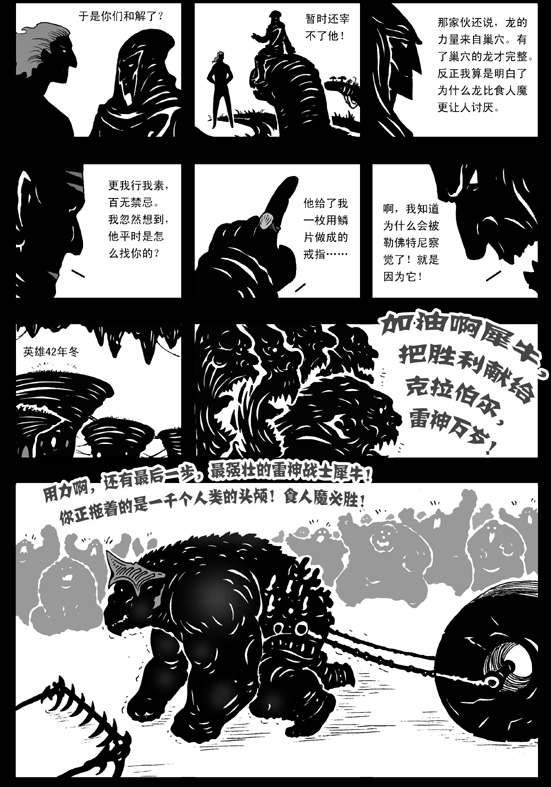 于是你们和解了？
暂时还宰
不了他！
那家伙还说，龙的
力量来自巢穴。有
了巢穴的龙才完整。
反正我算是明白了
为什么龙比食人魔
更让人讨厌。
更我行我素，
百无禁忌。
我忽然想到，
他平时是怎
么找你的？
他给了我
一枚用鳞
片做成的
戒指……
啊，我知道
为什么会被
勒佛特尼察
觉了！就是
因为它！
英雄42年冬
加油啊犀牛。
把胜利献给
克拉伯尔，
雷神万岁！
用力啊，还有最后一步，最强壮的雷神战士犀牛！
你正拖着的是一千个人类的头颅！食人魔必胜！